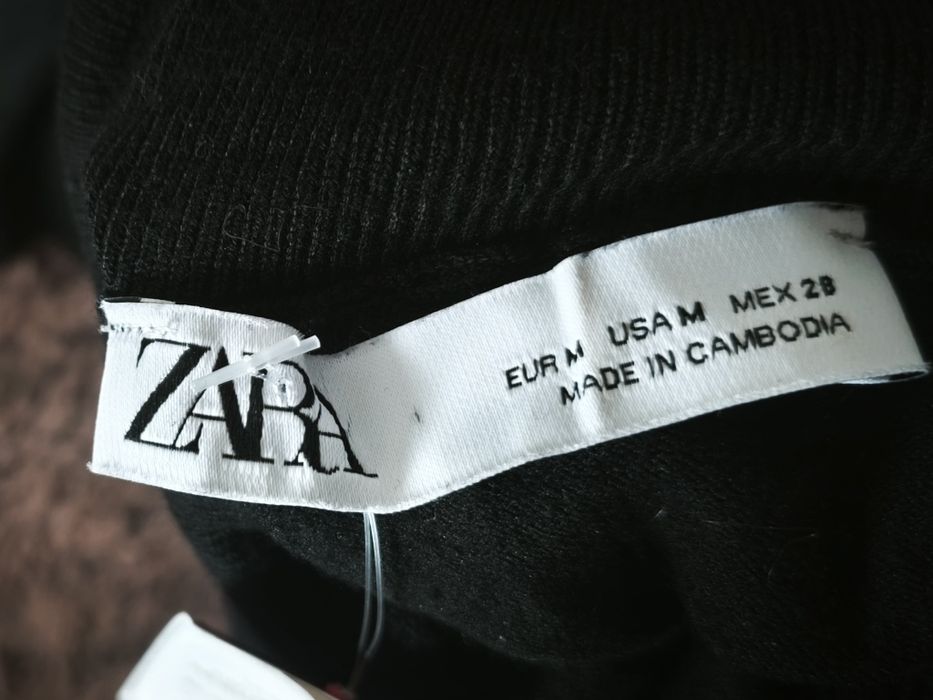 ZARA
EUR M USA M MEX 28
MADE IN CAMBODIA